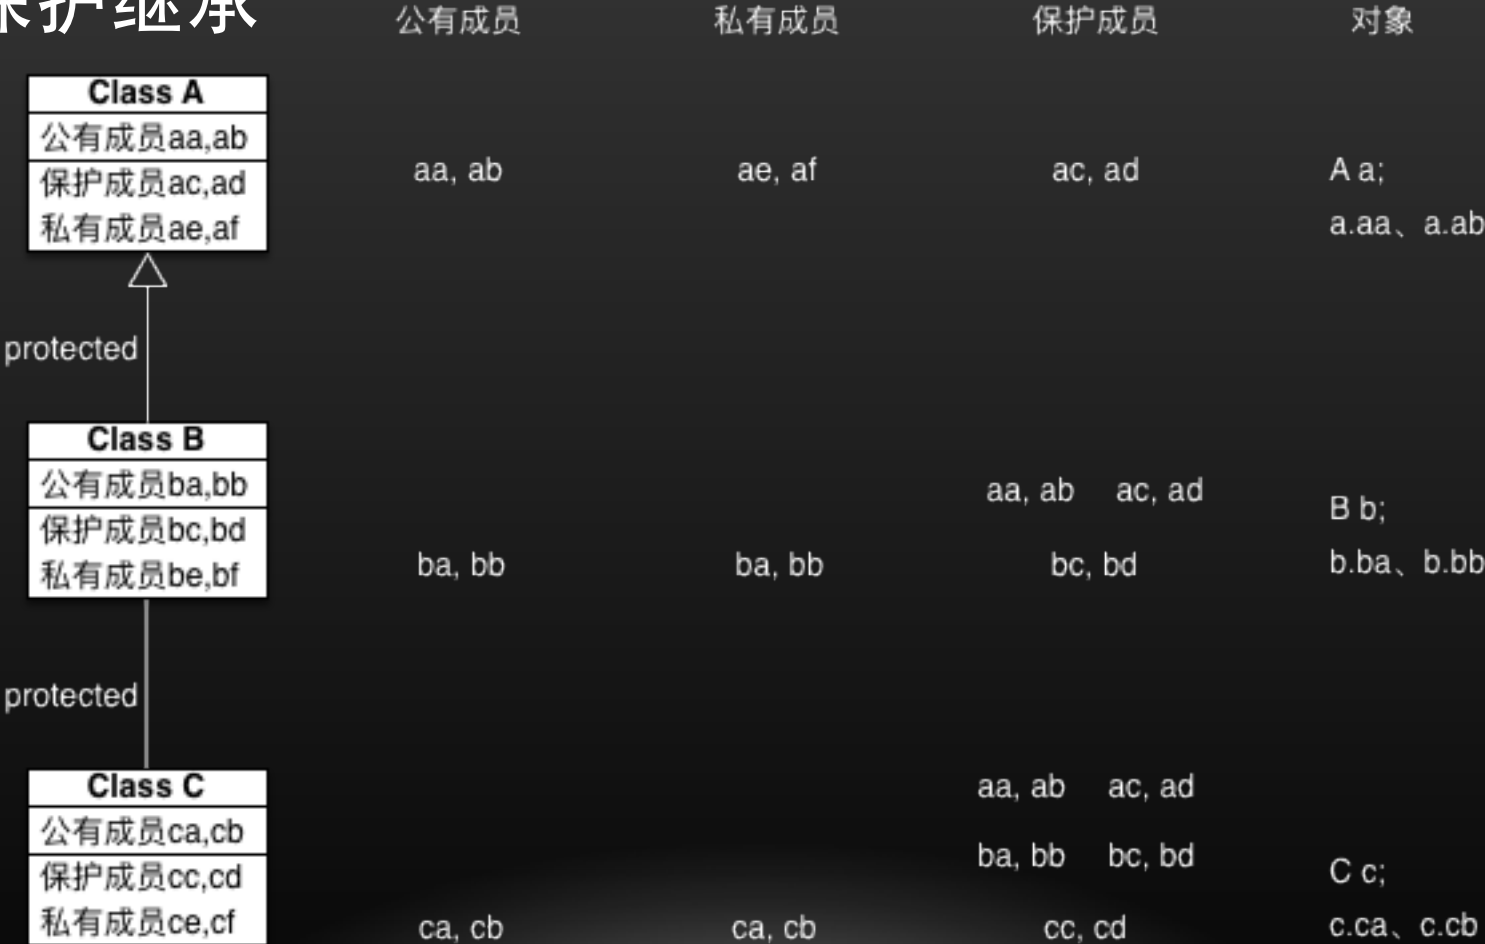 保护继承
公有成员 私有成员 保护成员 对象
Class A
公有成员aa,ab
保护成员ac,ad
私有成员ae,af
aa, ab ae, af ac, ad A a;
a.aa、a.ab
protected
Class B
公有成员ba,bb
保护成员bc,bd
私有成员be,bf
aa, ab ac, ad
B b;
ba, bb ba, bb bc, bd b.ba、b.bb
protected
Class C
公有成员ca,cb
保护成员cc,cd
私有成员ce,cf
aa, ab ac, ad
ba, bb bc, bd
C c;
ca, cb ca, cb cc, cd c.ca、c.cb